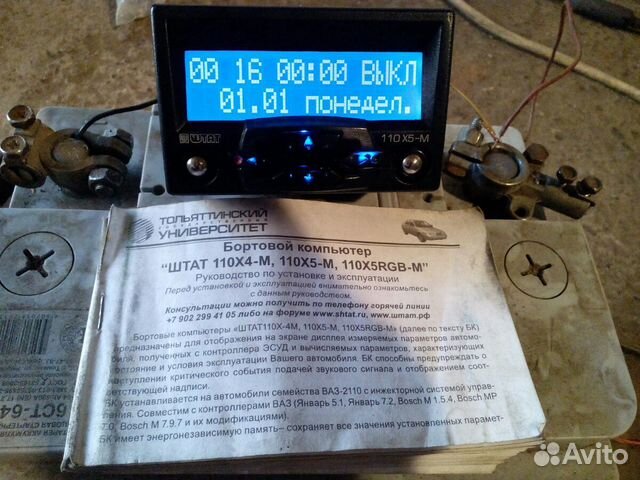 00 16 00:00 ВЫКЛ
01.01 понедел.
ШТАТ
110 X5-M
ТОЛЬЯТТИНСКИЙ
ГОСУДАРСТВЕННЫЙ
УНИВЕРСИТЕТ
Бортовой компьютер
"ШТАТ 110X4-M, 110X5-M, 110X5RGB-M"
Руководство по установке и эксплуатации
Перед установкой и эксплуатацией внимательно ознакомьтесь
с данным руководством.
Консультации можно получить по телефону горячей линии
+7 902 299 41 05 либо на форуме www.shtat.ru, www.штат.рф
Бортовые компьютеры «ШТАТ110X-4M, 110X5-M, 110X5RGB-M» (далее по тексту БК)
предназначены для отображения на экране дисплея измеряемых параметров автомо-
биля, полученных с контроллера ЭСУД и вычисляемых параметров, характеризующих
состояние и условия эксплуатации Вашего автомобиля. БК способны предупреждать о
наступлении критического события подачей звукового сигнала и отображением соот-
ветствующей надписи.
БК устанавливается на автомобили семейства ВАЗ-2110 с инжекторной системой управ-
ления. Совместим с контроллерами ВАЗ (Январь 5.1, Январь 7.2, Bosch M 1.5.4, Bosch MP
7.0, Bosch M 7.9.7 и их модификациями).
БК имеет энергонезависимую память– сохраняет все значения установленных парамет-
6СТ-64
Avito